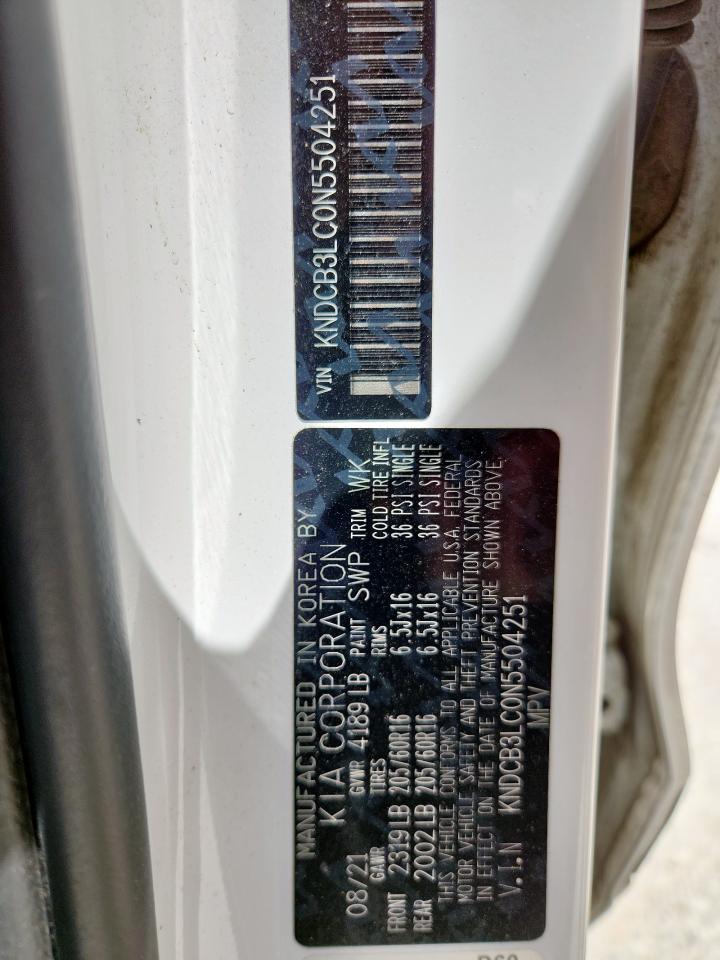 VIN KNDCB3LC0N5504251
MANUFACTURED IN KOREA BY
KIA CORPORATION
08/21 GVWR 4189 LB PAINT SWP TRIM WK
GAWR TIRES RIMS COLD TIRE INFL
FRONT 2319 LB 205/60R16 6.5Jx16 36 PSI SINGLE
REAR 2002 LB 205/60R16 6.5Jx16 36 PSI SINGLE
THIS VEHICLE CONFORMS TO ALL APPLICABLE U.S.A. FEDERAL
MOTOR VEHICLE SAFETY AND THEFT PREVENTION STANDARDS
IN EFFECT ON THE DATE OF MANUFACTURE SHOWN ABOVE.
V.I.N KNDCB3LC0N5504251
MPV